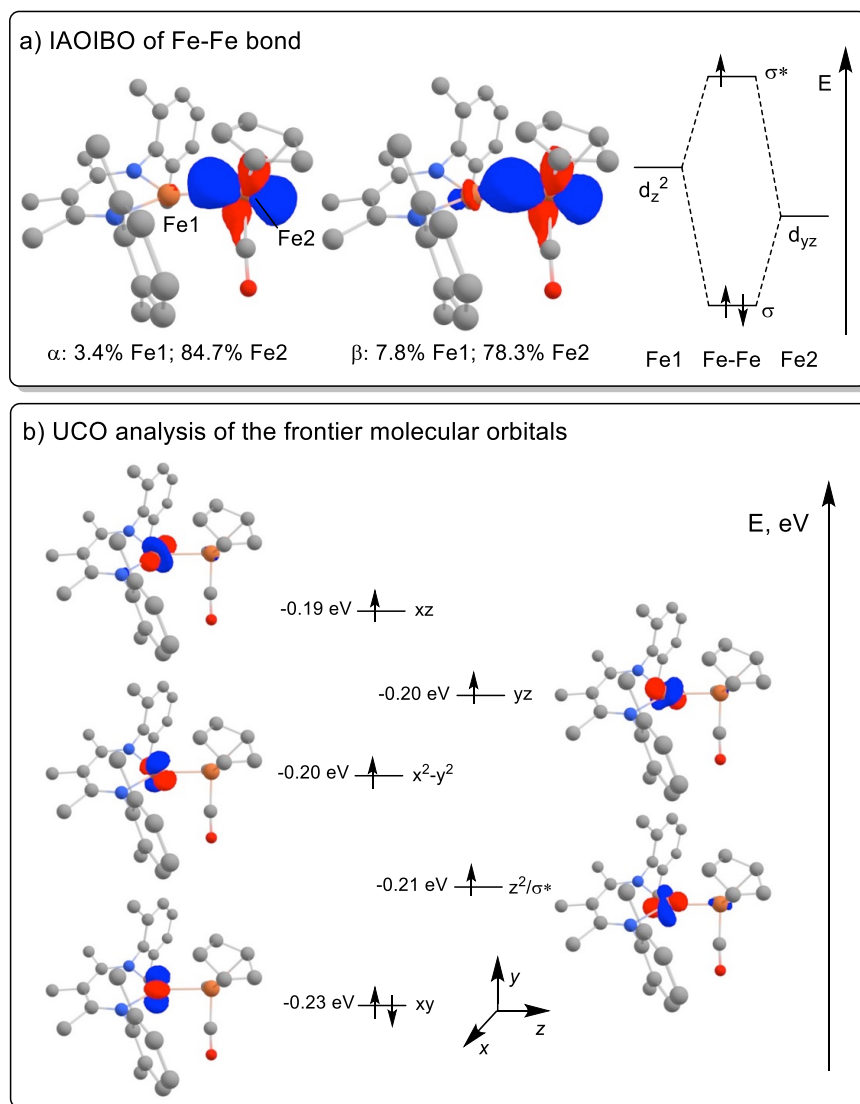 a) IAOIBO of Fe-Fe bond
σ*
E
dz²
Fe1
Fe2
dyz
σ
α: 3.4% Fe1; 84.7% Fe2
β: 7.8% Fe1; 78.3% Fe2
Fe1 Fe-Fe Fe2
b) UCO analysis of the frontier molecular orbitals
E, eV
-0.19 eV xz
-0.20 eV yz
-0.20 eV x²-y²
-0.21 eV z²/σ*
-0.23 eV xy
y
z
x